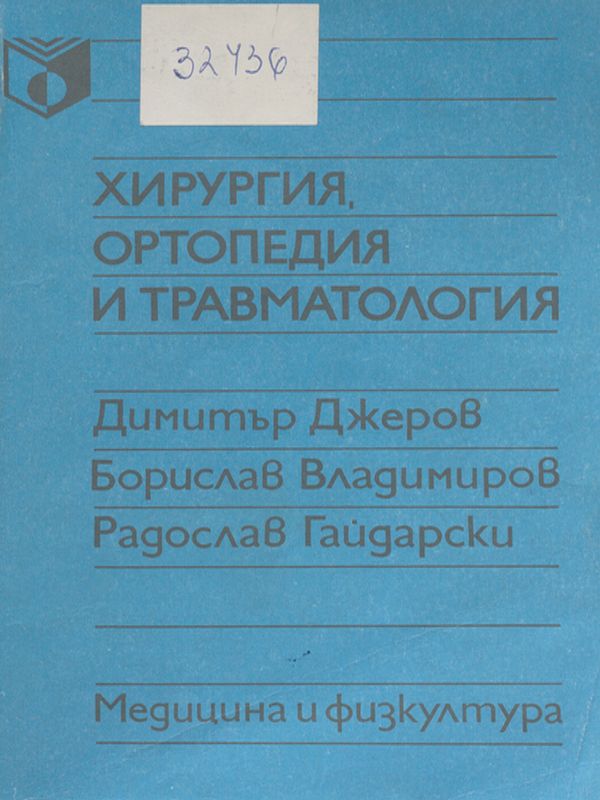 32436
ХИРУРГИЯ,
ОРТОПЕДИЯ
И ТРАВМАТОЛОГИЯ
Димитър Джеров
Борислав Владимиров
Радослав Гайдарски
Медицина и физкултура